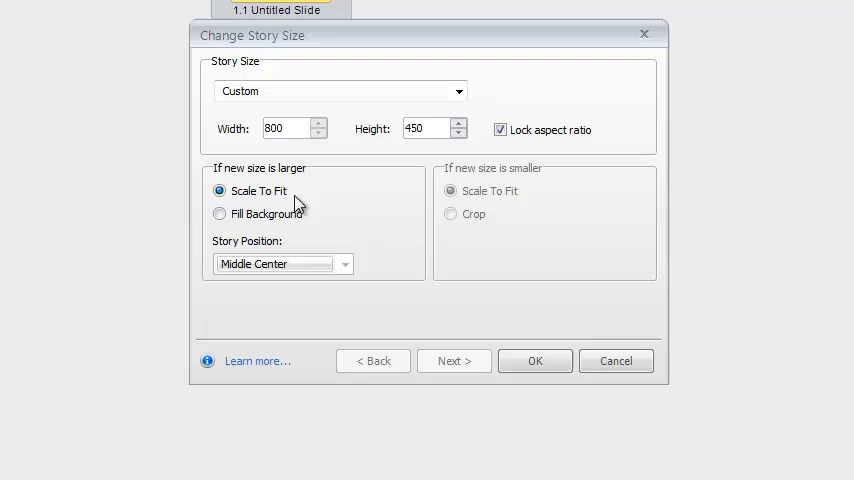 1.1 Untitled Slide
Change Story Size
Story Size
Custom
Width: 800 Height: 450 Lock aspect ratio
If new size is larger If new size is smaller
Scale To Fit Scale To Fit
Fill Background Crop
Story Position:
Middle Center
Learn more... < Back Next > OK Cancel